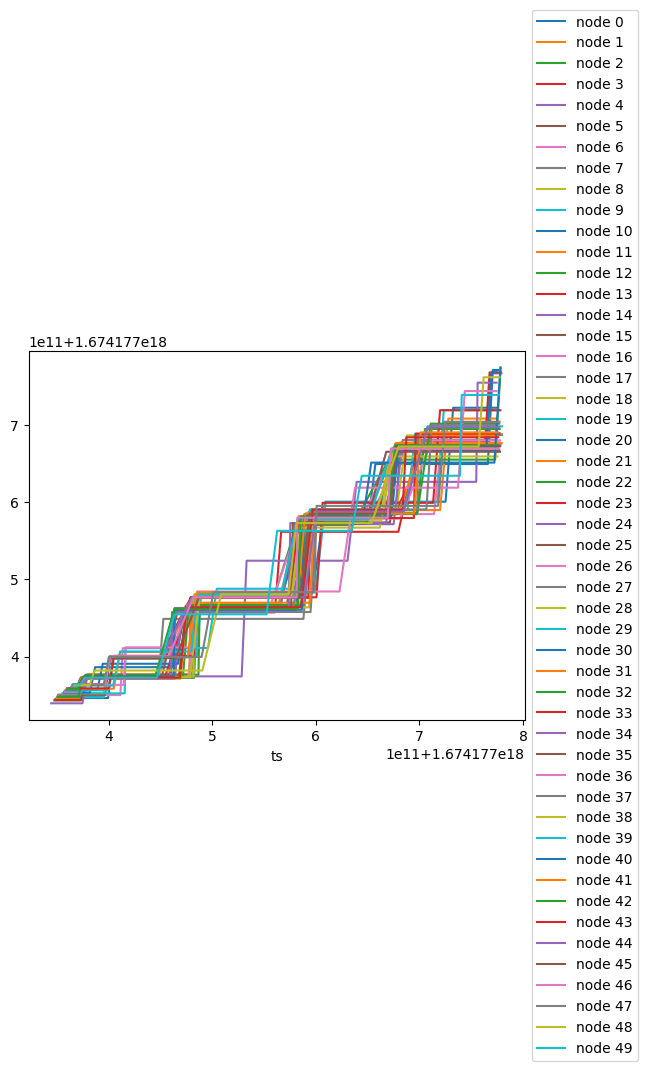 node 0
node 1
node 2
node 3
node 4
node 5
node 6
node 7
node 8
node 9
node 10
node 11
node 12
node 13
node 14
node 15
node 16
node 17
node 18
node 19
node 20
node 21
node 22
node 23
node 24
node 25
node 26
node 27
node 28
node 29
node 30
node 31
node 32
node 33
node 34
node 35
node 36
node 37
node 38
node 39
node 40
node 41
node 42
node 43
node 44
node 45
node 46
node 47
node 48
node 49
1e11+1.674177e18
7
6
5
4
4 5 6 7 8
ts
1e11+1.674177e18